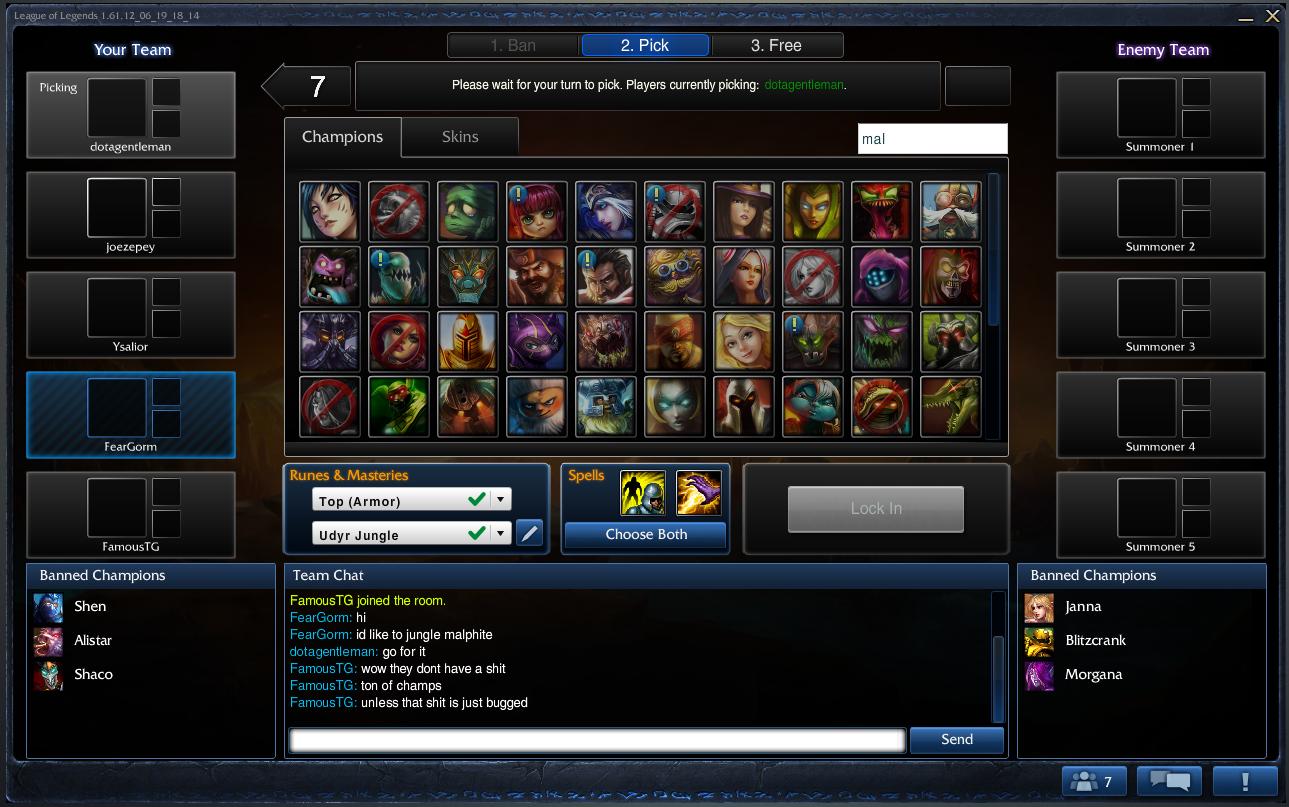 League of Legends 1.61.12_06_19_18_14
Your Team
1. Ban
2. Pick
3. Free
Enemy Team
7
Please wait for your turn to pick. Players currently picking: dotagentleman.
Picking
dotagentleman
joezepey
Ysalior
FearGorm
FamousTG
Champions
Skins
mal
Summoner 1
Summoner 2
Summoner 3
Summoner 4
Summoner 5
Runes & Masteries
Top (Armor)
Udyr Jungle
Spells
Choose Both
Lock In
Banned Champions
Shen
Alistar
Shaco
Team Chat
FamousTG joined the room.
FearGorm: hi
FearGorm: id like to jungle malphite
dotagentleman: go for it
FamousTG: wow they dont have a shit
FamousTG: ton of champs
FamousTG: unless that shit is just bugged
Send
Banned Champions
Janna
Blitzcrank
Morgana
7